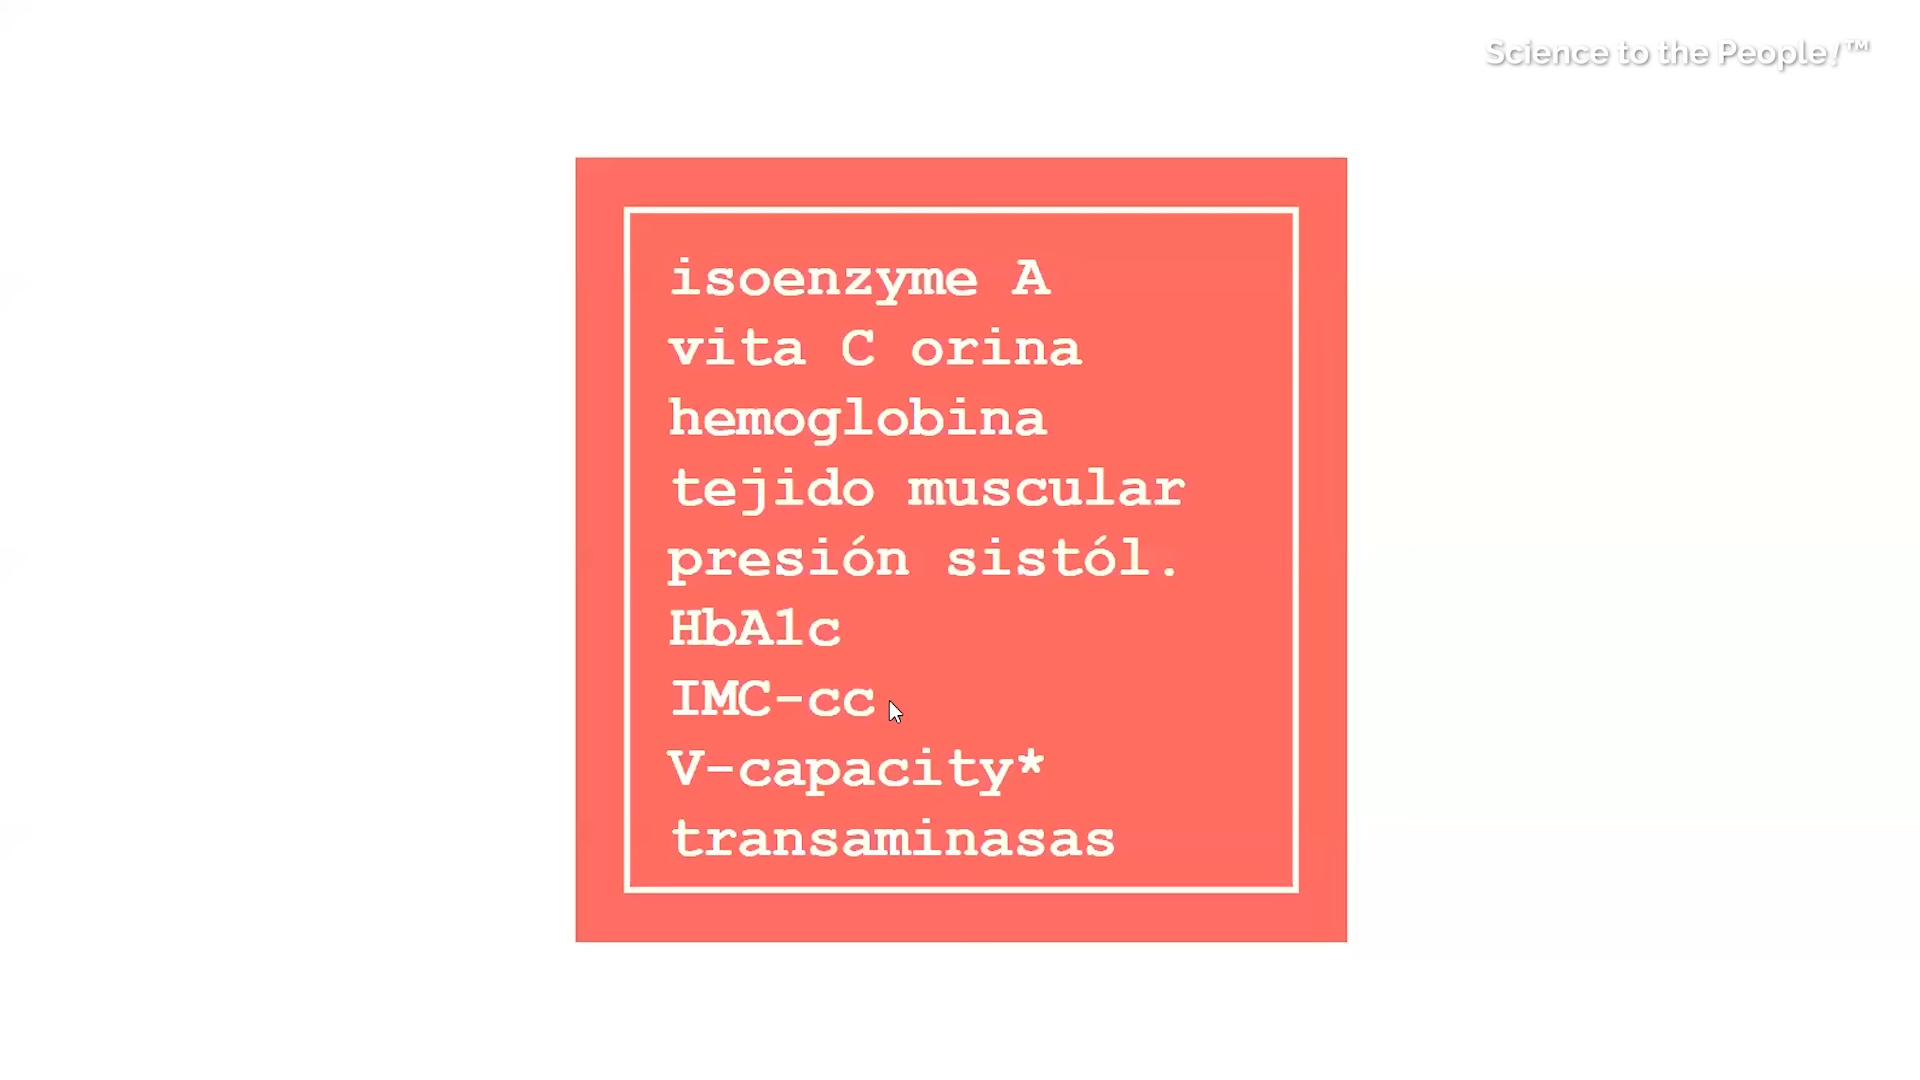 Science to the People!™
isoenzyme A
vita C orina
hemoglobina
tejido muscular
presión sistól.
HbA1c
IMC-cc
V-capacity*
transaminasas